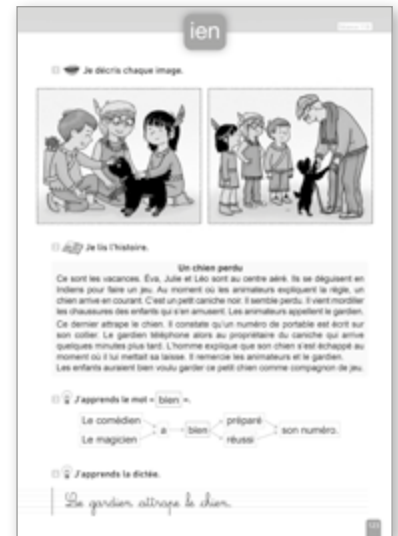 ien
Je décris chaque image.
Je lis l'histoire.
Un chien perdu
Ce sont les vacances. Éva, Julie et Léo sont au centre aéré. Ils se déguisent en
Indiens pour faire un jeu. Au moment où les animateurs expliquent la règle, un
chien arrive en courant. C'est un petit caniche noir. Il semble perdu. Il vient mordiller
les chaussures des enfants qui s'en amusent. Les animateurs appellent le gardien.
Ce dernier attrape le chien. Il constate qu'un numéro de portable est écrit sur
son collier. Le gardien téléphone alors au propriétaire du caniche qui arrive
quelques minutes plus tard. L'homme explique que son chien s'est échappé au
moment où il lui mettait sa laisse. Il remercie les animateurs et le gardien.
Les enfants auraient bien voulu garder ce petit chien comme compagnon de jeu.
J'apprends le mot « bien ».
Le comédien
Le magicien
a
bien
préparé
réussi
son numéro.
J'apprends la dictée.
Le gardien attrape le chien.